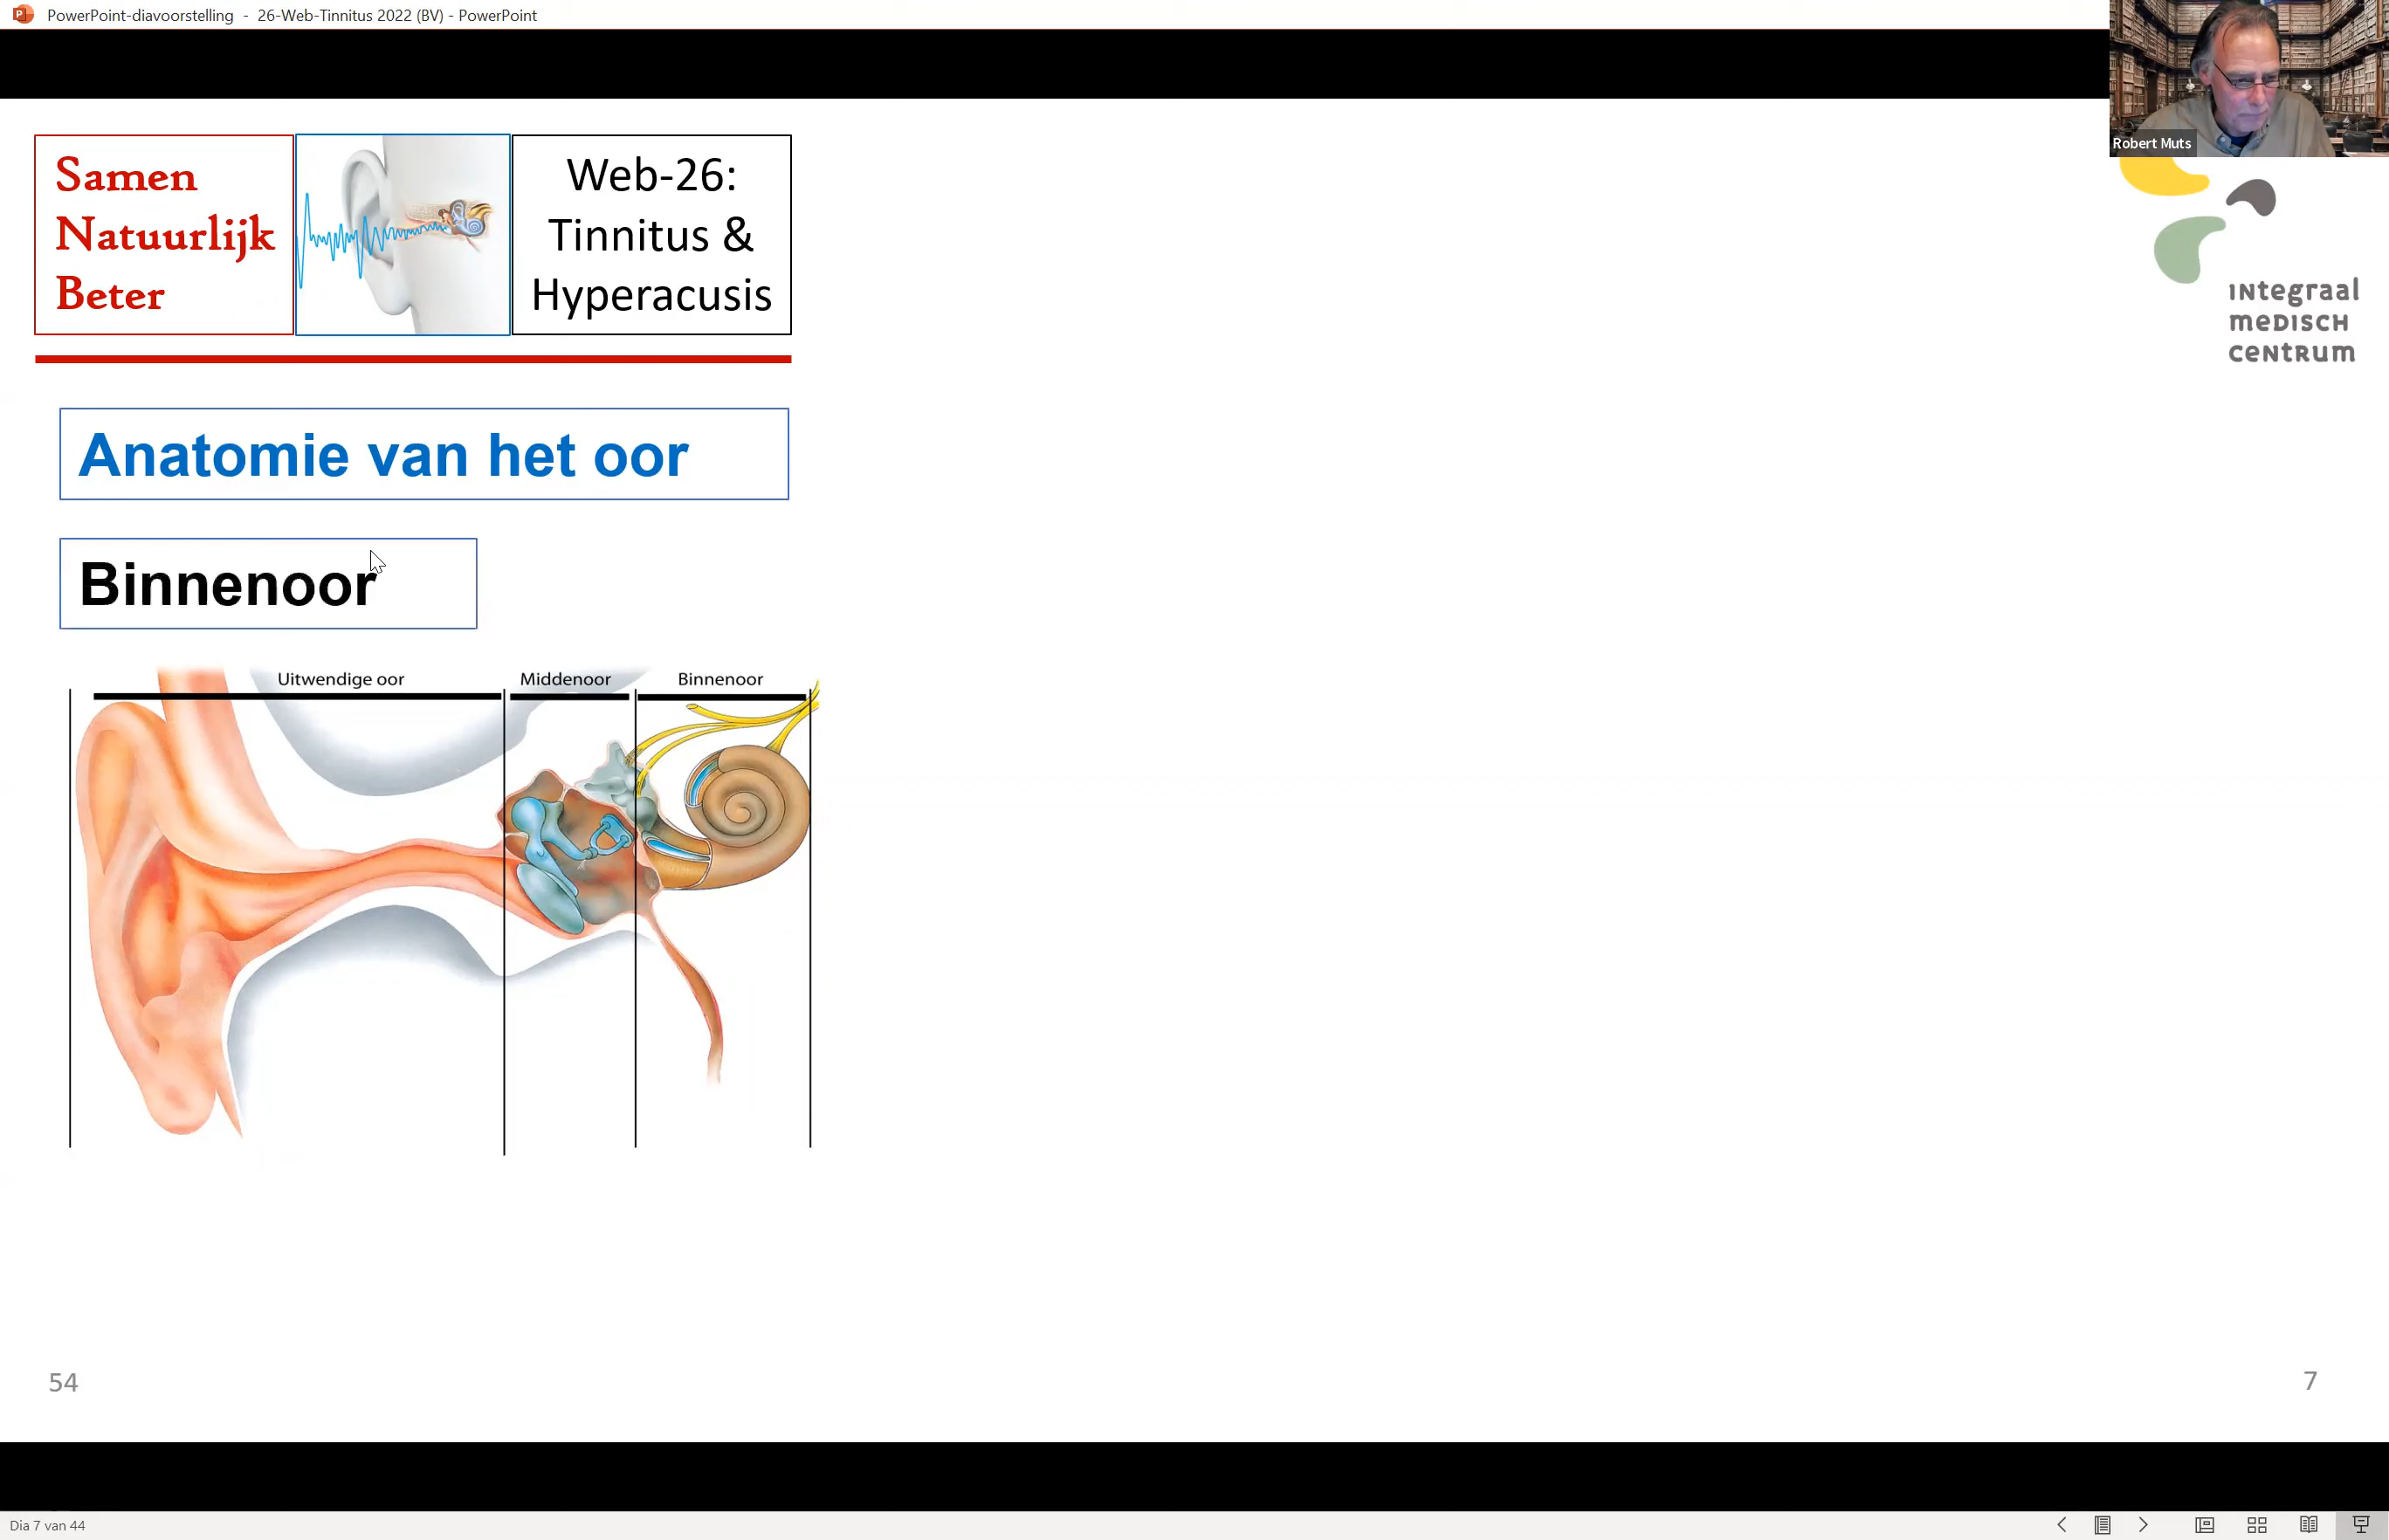 PowerPoint-diavoorstelling - 26-Web-Tinnitus 2022 (BV) - PowerPoint
Robert Muts
Samen
Natuurlijk
Beter
Web-26:
Tinnitus &
Hyperacusis
INtegraal
meDISCH
CeNtRum
Anatomie van het oor
Binnenoor
Uitwendige oor
Middenoor
Binnenoor
54
7
Dia 7 van 44